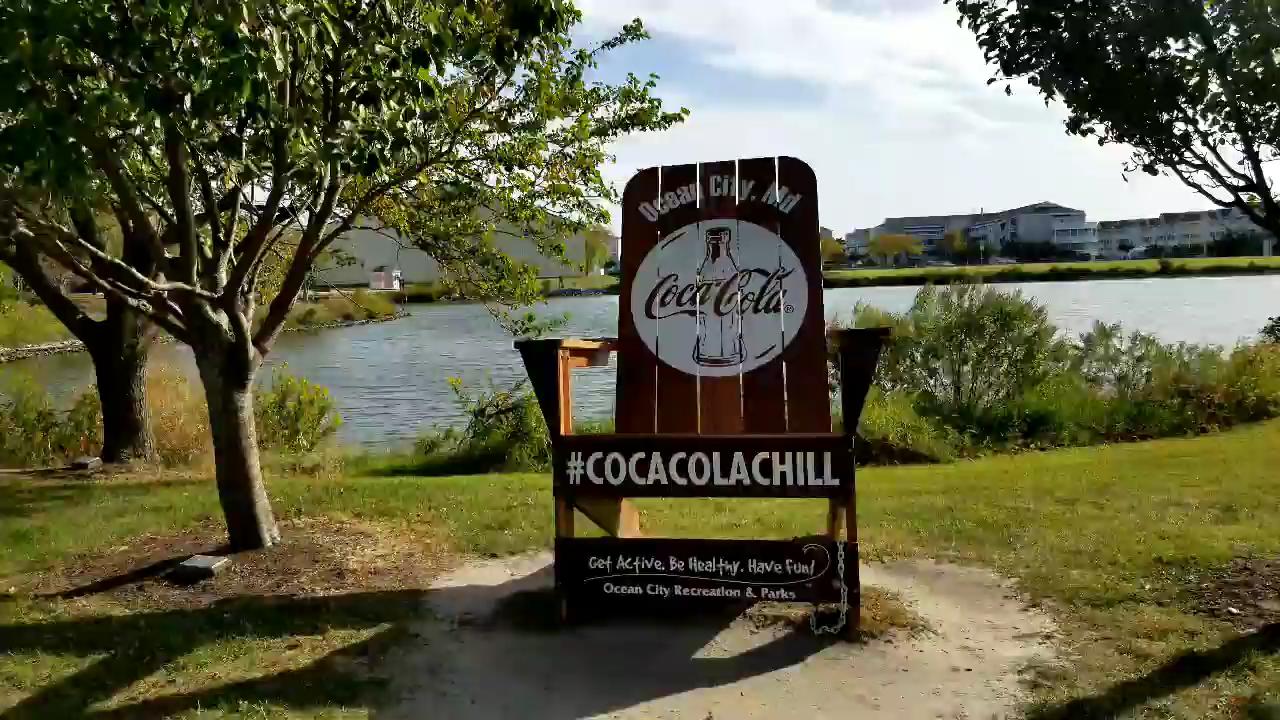 Ocean City, Md
Coca-Cola®
#COCACOLACHILL
Get Active. Be Healthy. Have Fun!
Ocean City Recreation & Parks